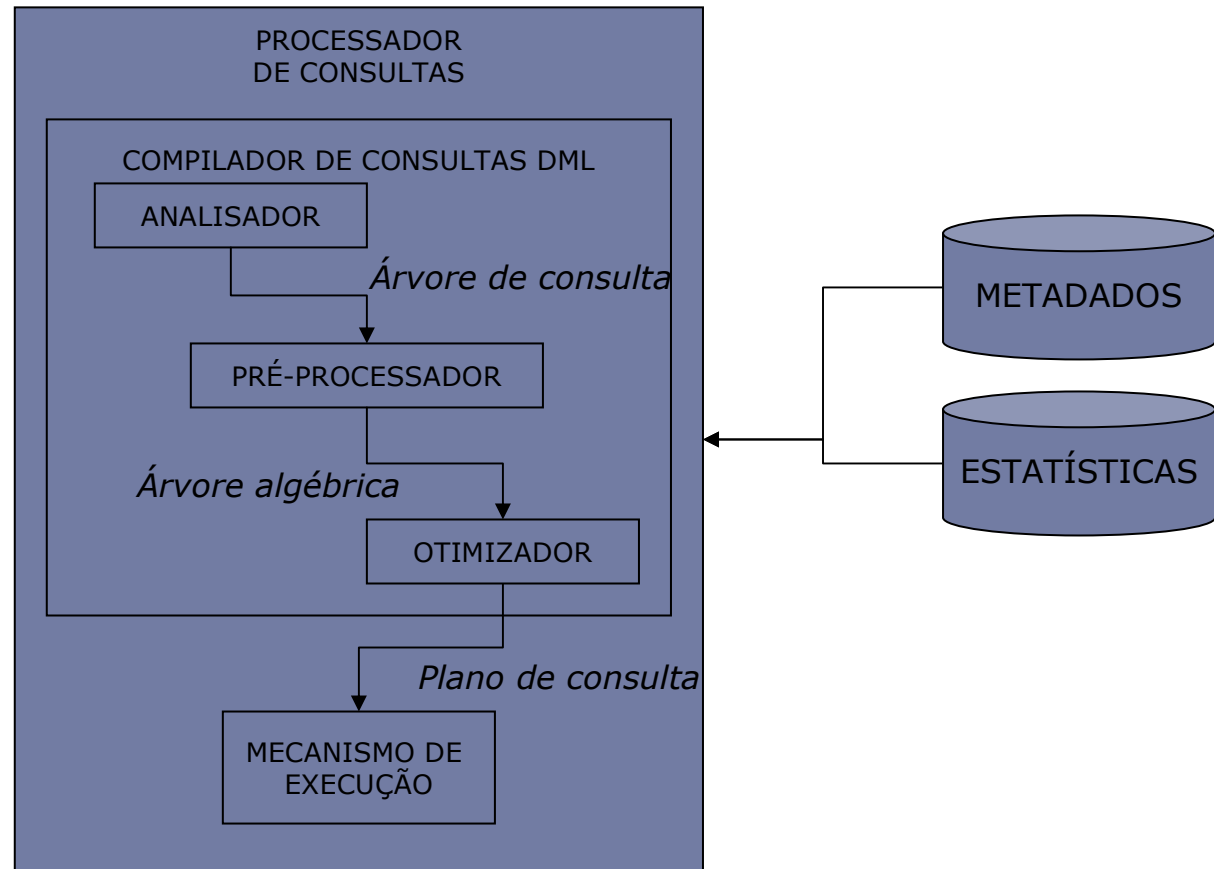 PROCESSADOR
DE CONSULTAS
COMPILADOR DE CONSULTAS DML
ANALISADOR
Árvore de consulta
PRÉ-PROCESSADOR
Árvore algébrica
OTIMIZADOR
Plano de consulta
MECANISMO DE
EXECUÇÃO
METADADOS
ESTATÍSTICAS